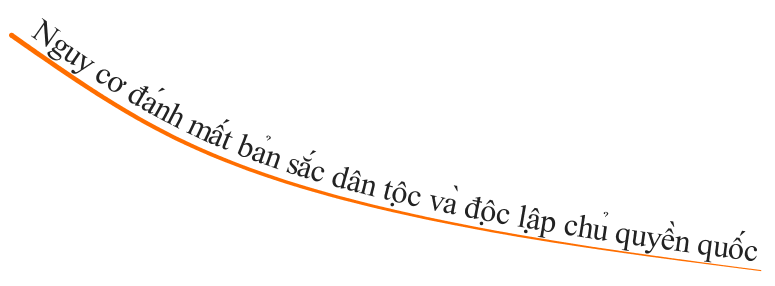 Nguy cơ đánh mất bản sắc dân tộc và độc lập chủ quyền quốc